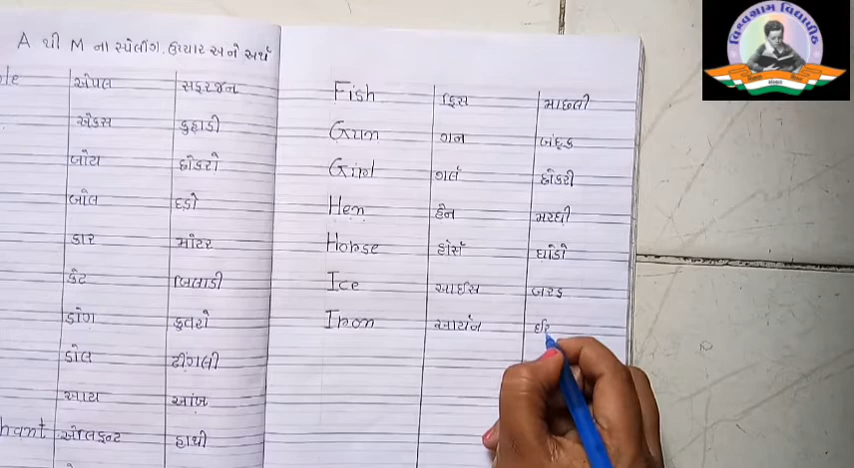 A થી M ના સ્પેલીંગ, ઉચ્ચાર અને અર્થ
એપલ સફરજન
એક્સ કુહાડી
બોય છોકરો
બોલ દડો
કાર મોટર
કેટ બિલાડી
ડોગ કુતરો
ડોલ ઢીંગલી
આય આંખ
એલિફન્ટ હાથી
Fish ફિસ માછલી
Gun ગન બંદૂક
Girl ગર્લ છોકરી
Hen હેન મરઘી
Horse હોર્સ ઘોડો
Ice આઈસ બરફ
Iron આયર્ન
વિશ્વગ્રામ વિદ્યાપીઠ